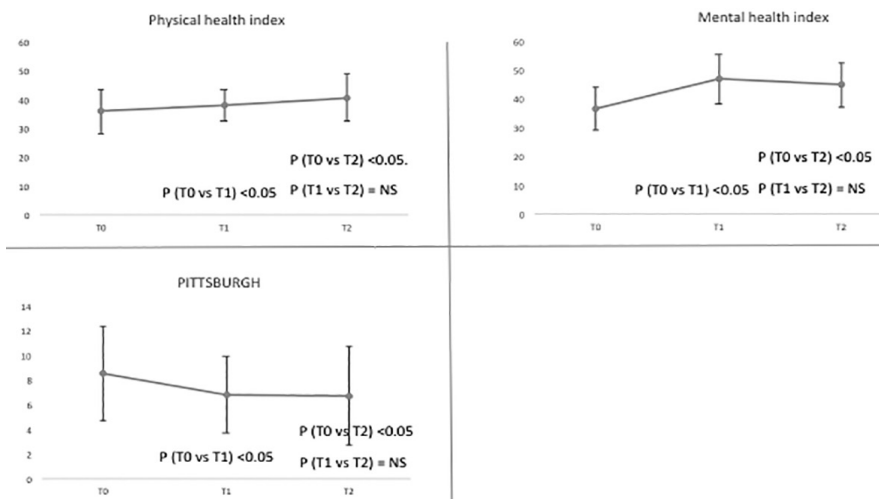 Physical health index
60
50
40
30
20
10
0
P (T0 vs T2) <0.05.
P (T0 vs T1) <0.05
P (T1 vs T2) = NS
T0 T1 T2
Mental health index
60
50
40
30
20
10
0
P (T0 vs T2) <0.05
P (T0 vs T1) <0.05 P (T1 vs T2) = NS
T0 T1 T2
PITTSBURGH
14
12
10
8
6
4
2
0
P (T0 vs T2) <0.05
P (T0 vs T1) <0.05
P (T1 vs T2) = NS
T0 T1 T2